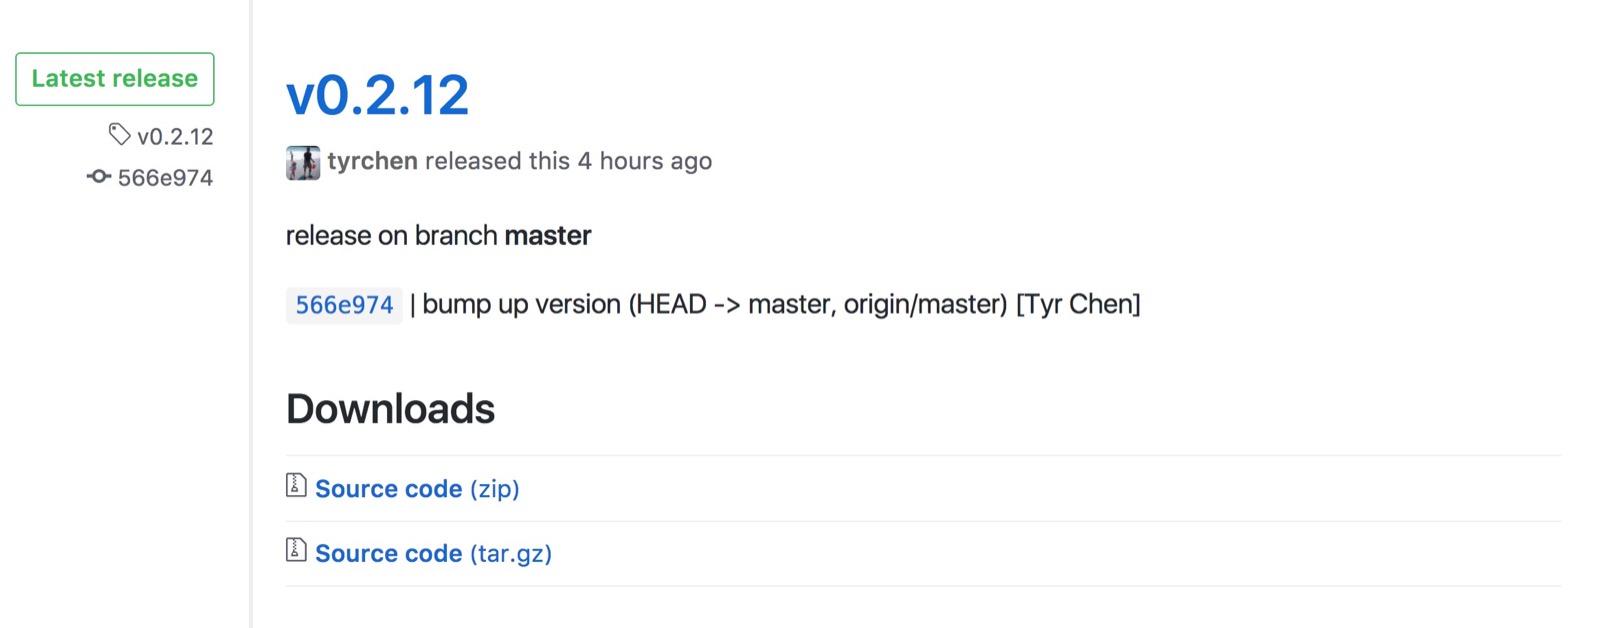 Latest release
v0.2.12
566e974
v0.2.12
tyrchen released this 4 hours ago
release on branch master
566e974 | bump up version (HEAD -> master, origin/master) [Tyr Chen]
Downloads
Source code (zip)
Source code (tar.gz)